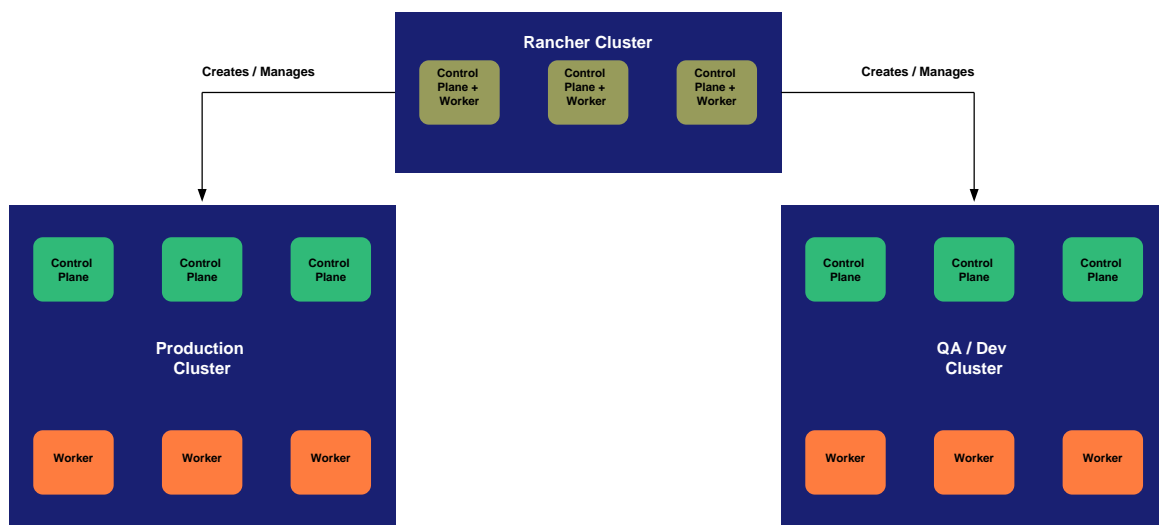 Rancher Cluster
Creates / Manages
Control
Plane +
Worker
Control
Plane +
Worker
Control
Plane +
Worker
Creates / Manages
Control
Plane
Control
Plane
Control
Plane
Production
Cluster
Worker
Worker
Worker
Control
Plane
Control
Plane
Control
Plane
QA / Dev
Cluster
Worker
Worker
Worker